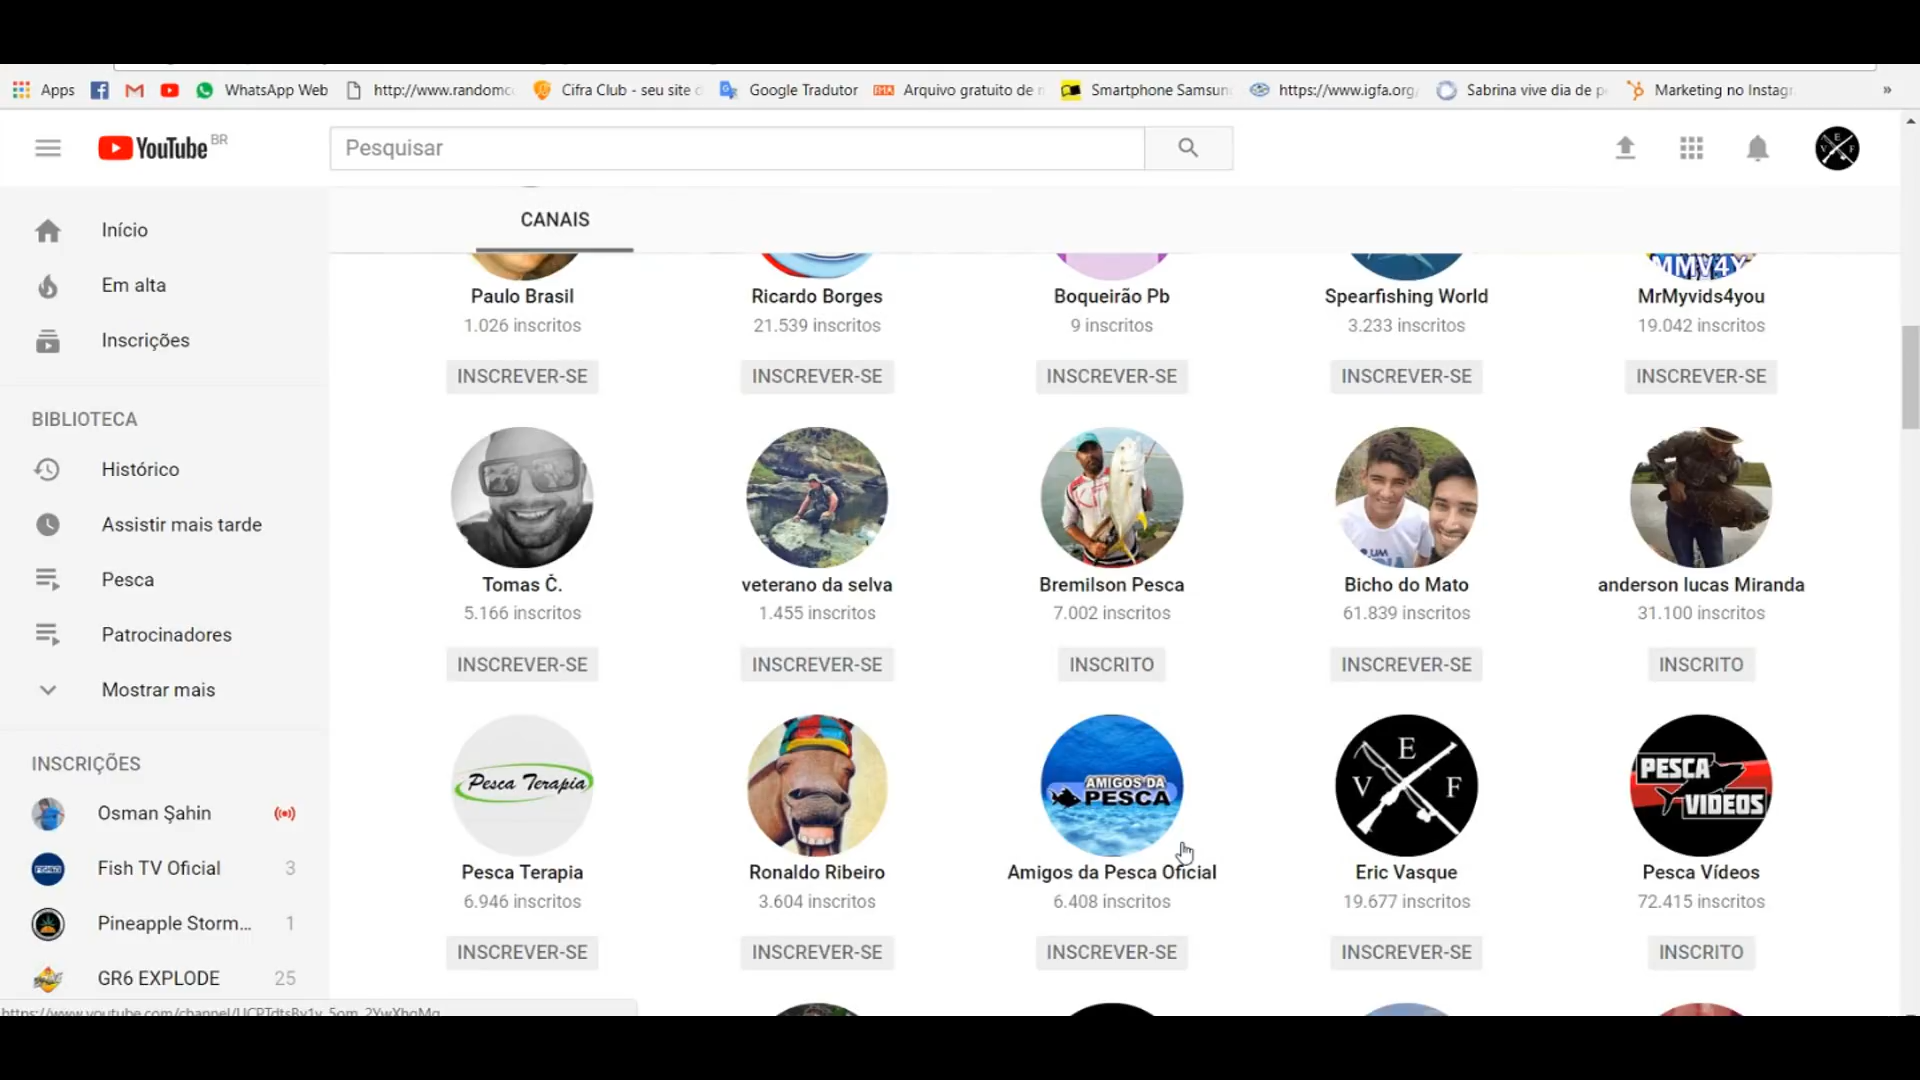 Apps
WhatsApp Web
http://www.randomc
Cifra Club - seu site
Google Tradutor
Arquivo gratuito de
Smartphone Samsun
https://www.igfa.org
Sabrina vive dia de p
Marketing no Instag
»
YouTube BR
Pesquisar
E
V F
Início
Em alta
Inscrições
BIBLIOTECA
Histórico
Assistir mais tarde
Pesca
Patrocinadores
Mostrar mais
INSCRIÇÕES
Osman Şahin
Fish TV Oficial 3
Pineapple Storm... 1
GR6 EXPLODE 25
CANAIS
MMV4Y
Paulo Brasil
1.026 inscritos
INSCREVER-SE
Ricardo Borges
21.539 inscritos
INSCREVER-SE
Boqueirão Pb
9 inscritos
INSCREVER-SE
Spearfishing World
3.233 inscritos
INSCREVER-SE
MrMyvids4you
19.042 inscritos
INSCREVER-SE
Tomas Č.
5.166 inscritos
INSCREVER-SE
veterano da selva
1.455 inscritos
INSCREVER-SE
Bremilson Pesca
7.002 inscritos
INSCRITO
Bicho do Mato
61.839 inscritos
INSCREVER-SE
anderson lucas Miranda
31.100 inscritos
INSCRITO
Pesca Terapia
Pesca Terapia
6.946 inscritos
INSCREVER-SE
Ronaldo Ribeiro
3.604 inscritos
INSCREVER-SE
AMIGOS DA
PESCA
Amigos da Pesca Oficial
6.408 inscritos
INSCREVER-SE
E
V F
Eric Vasque
19.677 inscritos
INSCREVER-SE
PESCA
VIDEOS
Pesca Vídeos
72.415 inscritos
INSCRITO